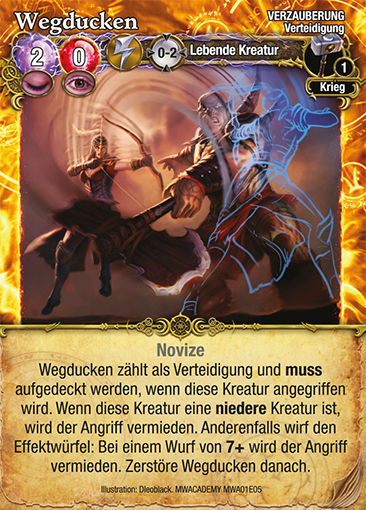 Wegducken
VERZAUBERUNG
Verteidigung
2
0
0-2
Lebende Kreatur
1
Krieg
Novize
Wegducken zählt als Verteidigung und muss
aufgedeckt werden, wenn diese Kreatur angegriffen
wird. Wenn diese Kreatur eine niedere Kreatur ist,
wird der Angriff vermieden. Anderenfalls wirf den
Effektwürfel: Bei einem Wurf von 7+ wird der Angriff
vermieden. Zerstöre Wegducken danach.
Illustration: Dleoblack. MWACADEMY MWA01E05